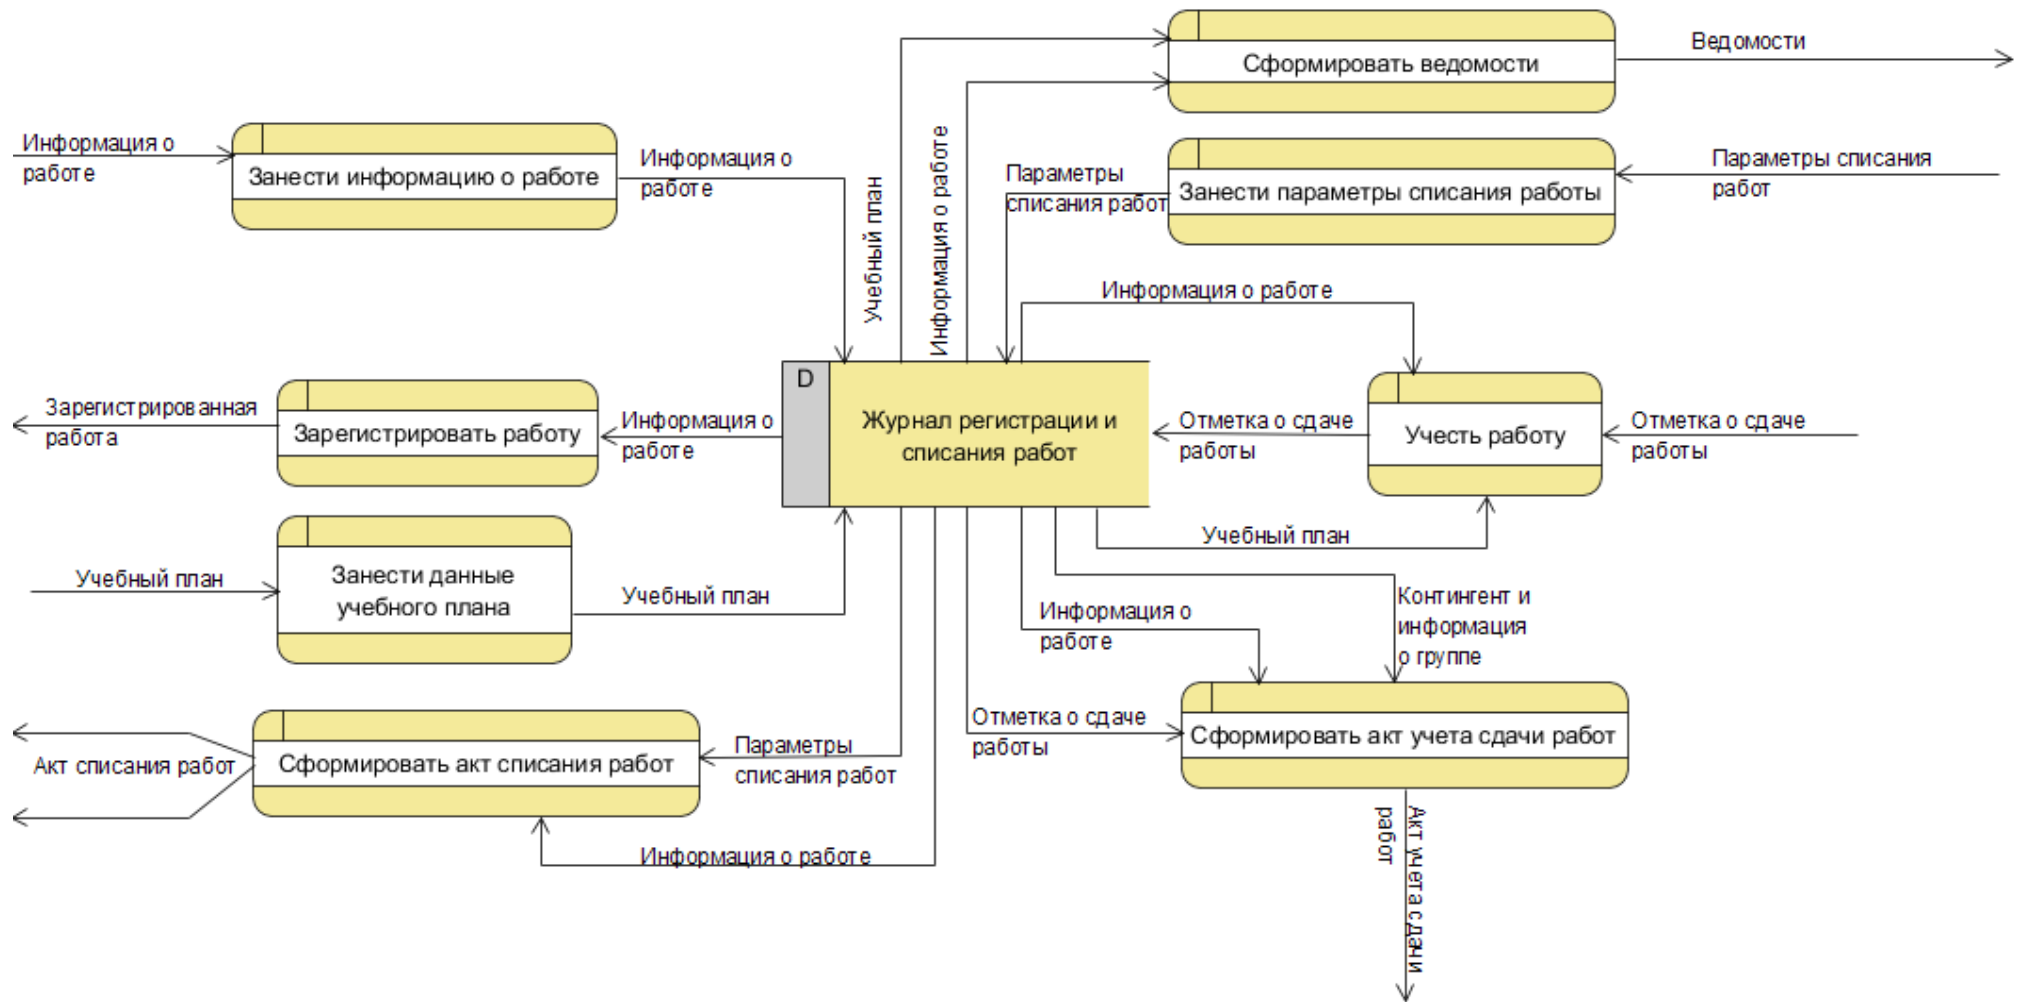 Ведомости
Сформировать ведомости
Информация о
работе
Занести информацию о работе
Информация о
работе
Учебный план
Информация о работе
Параметры
списания работ
Занести параметры списания работы
Параметры списания
работ
Информация о работе
Зарегистрированная
работа
Зарегистрировать работу
Информация о
работе
D
Журнал регистрации и
списания работ
Отметка о сдаче
работы
Учесть работу
Отметка о сдаче
работы
Учебный план
Учебный план
Занести данные
учебного плана
Учебный план
Информация о
работе
Контингент и
информация
о группе
Акт списания работ
Сформировать акт списания работ
Параметры
списания работ
Отметка о сдаче
работы
Сформировать акт учета сдачи работ
Информация о работе
Акт учета сдачи
работ